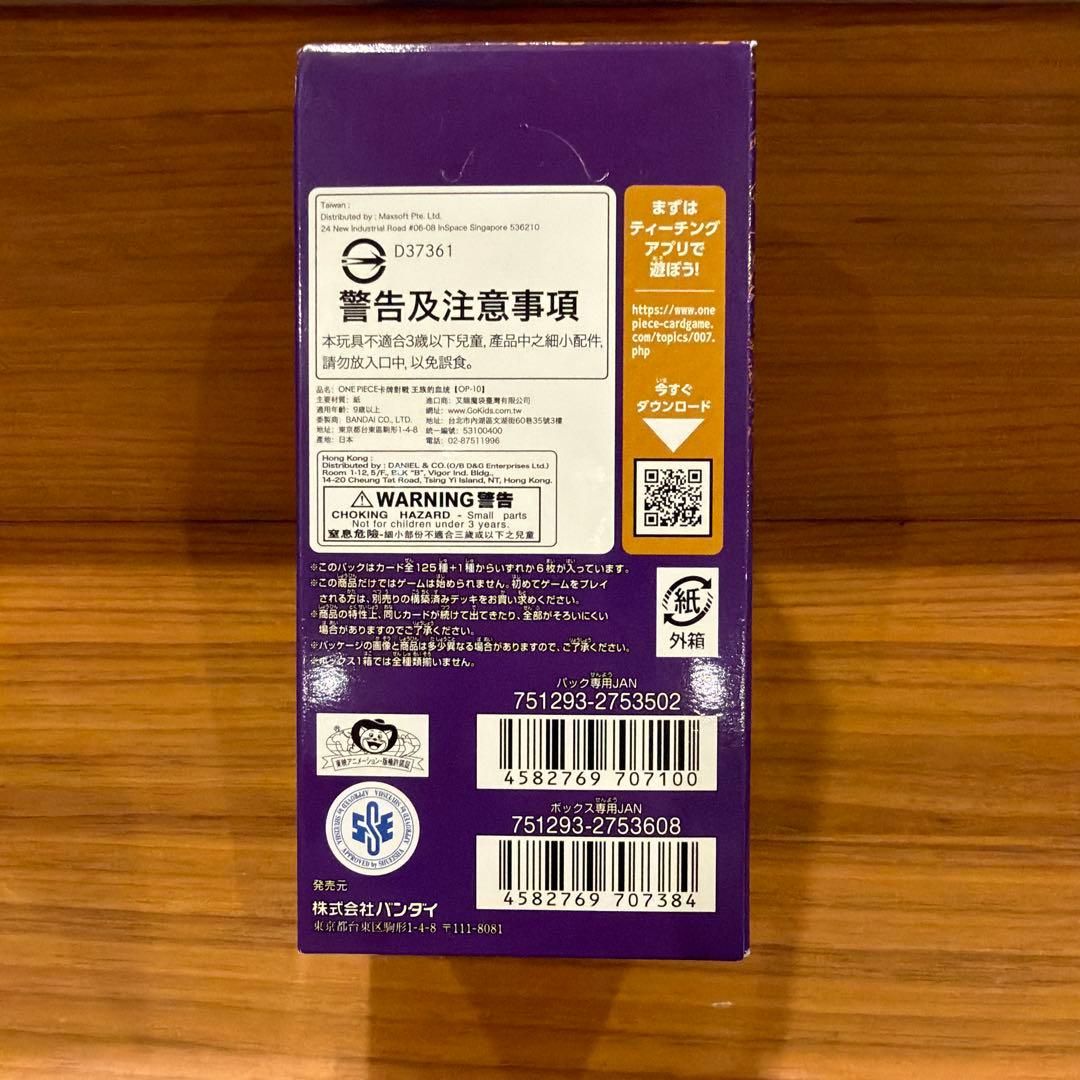 Taiwan :
Distributed by : Maxsoft Pte. Ltd.
24 New Industrial Road #06-08 InSpace Singapore 536210
D37361
警告及注意事項
本玩具不適合3歲以下兒童, 產品中之細小配件,
請勿放入口中, 以免誤食。
品名: ONE PIECE卡牌對戰 王族的血統【OP-10】
主要材質: 紙
適用年齡: 9歲以上
委製商: BANDAI CO., LTD.
地址: 東京都台東區駒形1-4-8
產地: 日本
進口商: 艾腦魔袋臺灣有限公司
網址: www.GoKids.com.tw
地址: 台北市內湖區文湖街60巷35號3樓
統一編號: 53100400
電話: 02-87511996
Hong Kong :
Distributed by : DANIEL & CO.(O/B D&G Enterprises Ltd.)
Room 1-12, 5/F., BLK "B", Vigor Ind. Bldg.,
14-20 Cheung Tat Road, Tsing Yi Island, NT, Hong Kong.
WARNING 警告
CHOKING HAZARD - Small parts
Not for children under 3 years.
窒息危險-細小部份不適合三歲或以下之兒童
まずは
ティーチング
アプリで
遊ぼう!
https://www.one
piece-cardgame.
com/topics/007.
php
今すぐ
ダウンロード
※このパックはカード全125種+1種からいずれか6枚が入っています。
※この商品だけではゲームは始められません。初めてゲームをプレイ
される方は、別売りの構築済みデッキをお買い求めください。
※商品の特性上、同じカードが続けて出てきたり、全部がそろいにくい
場合がありますのでご了承ください。
※パッケージの画像と商品は多少異なる場合がありますので、ご了承ください。
※ボックス1箱では全種類揃いません。
紙
外箱
パック専用JAN
751293-2753502
4582769 707100
ボックス専用JAN
751293-2753608
4582769 707384
東映アニメーション・版権許諾証
APPROVED by SHUEISHA
発売元
株式会社バンダイ
東京都台東区駒形1-4-8 〒111-8081